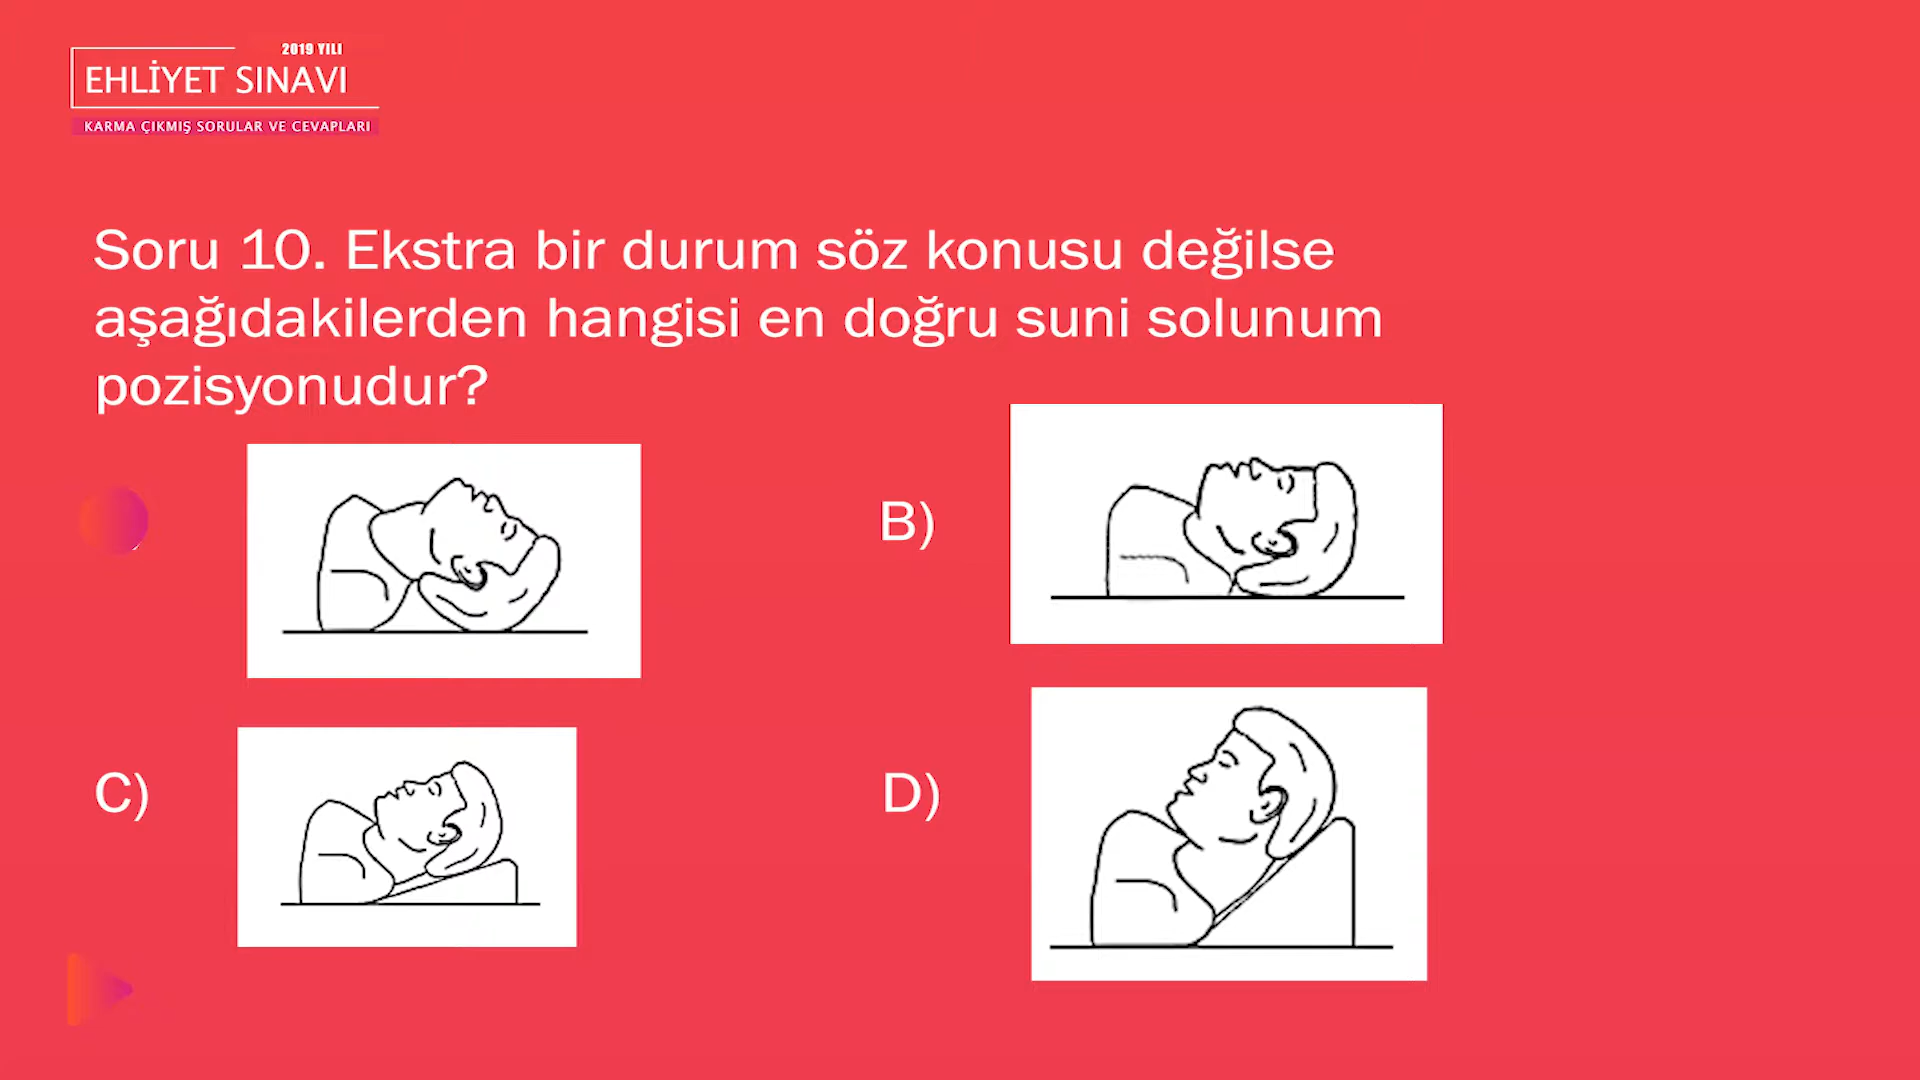 2019 YILI
EHLİYET SINAVI
KARMA ÇIKMIŞ SORULAR VE CEVAPLARI
Soru 10. Ekstra bir durum söz konusu değilse
aşağıdakilerden hangisi en doğru suni solunum
pozisyonudur?
B)
C)
D)